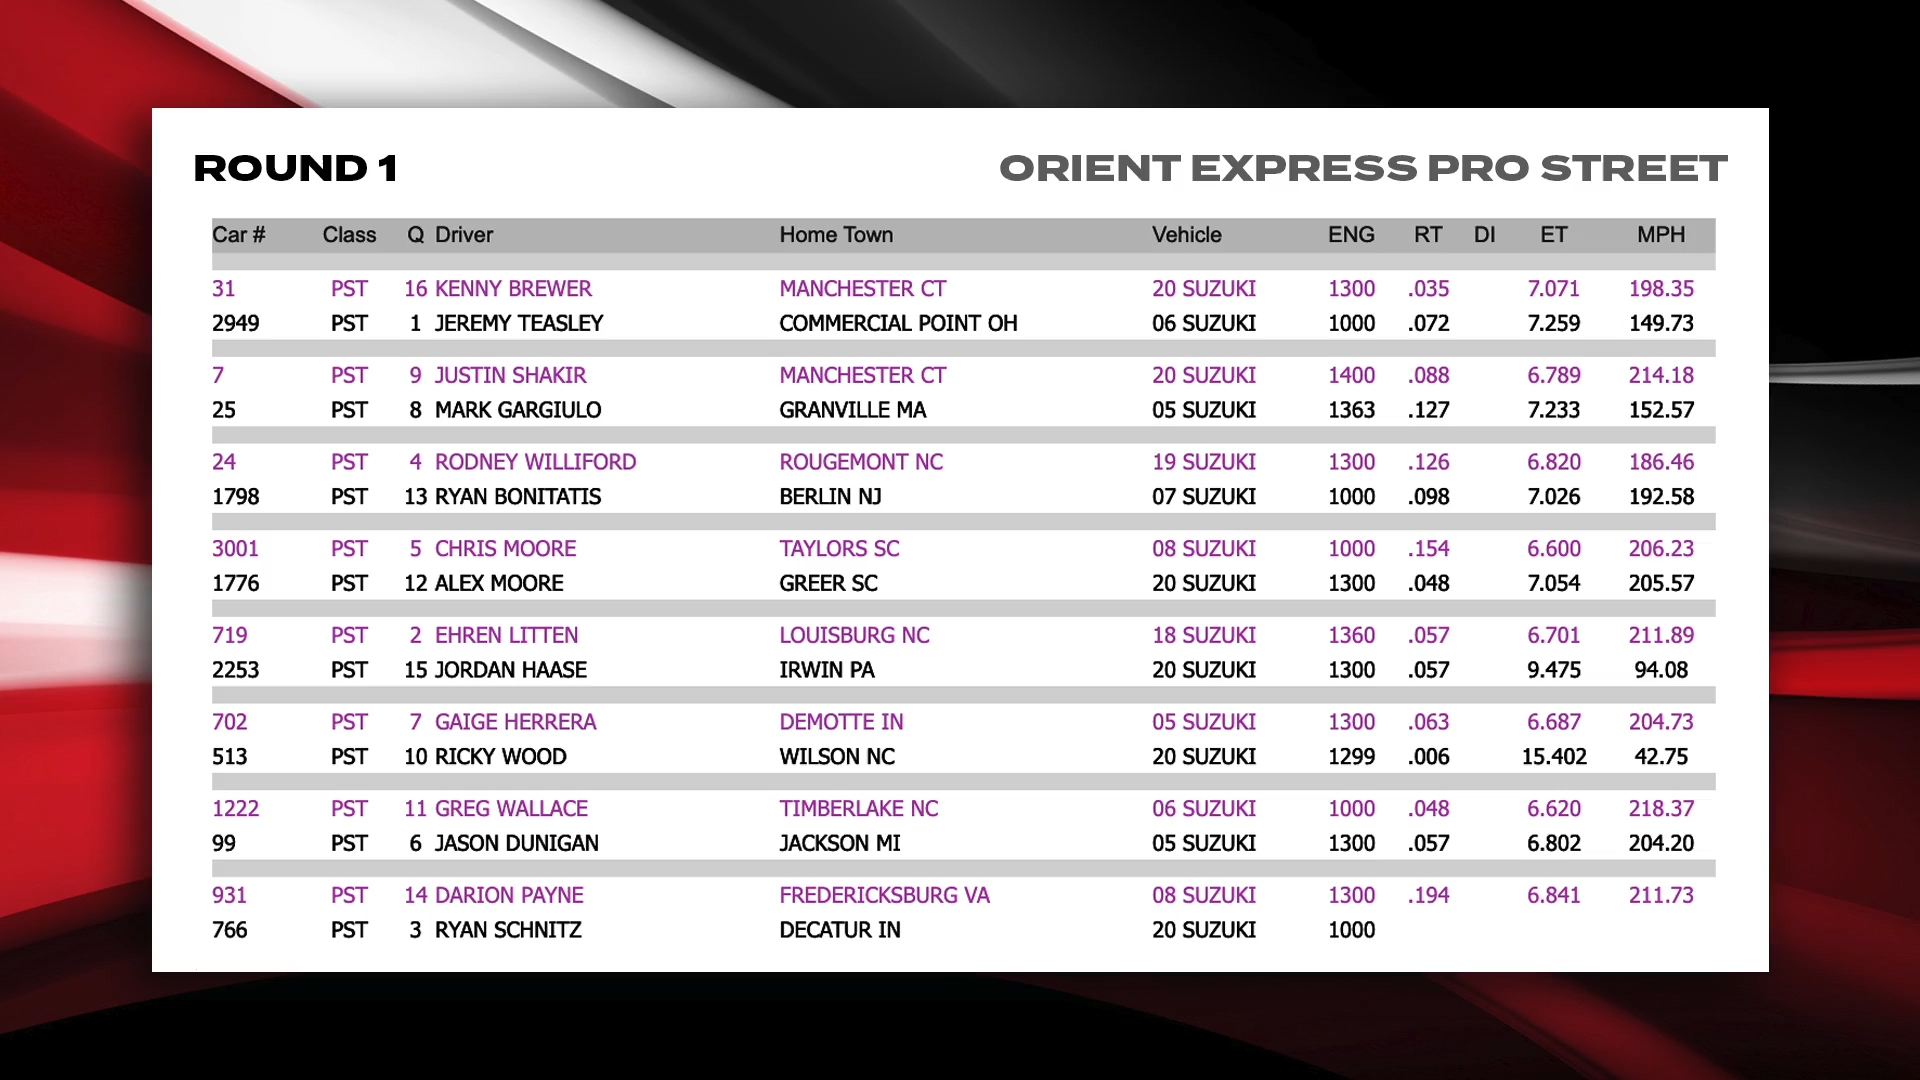 ROUND 1 ORIENT EXPRESS PRO STREET
Car # Class Q Driver Home Town Vehicle ENG RT DI ET MPH
31 PST 16 KENNY BREWER MANCHESTER CT 20 SUZUKI 1300 .035 7.071 198.35
2949 PST 1 JEREMY TEASLEY COMMERCIAL POINT OH 06 SUZUKI 1000 .072 7.259 149.73
7 PST 9 JUSTIN SHAKIR MANCHESTER CT 20 SUZUKI 1400 .088 6.789 214.18
25 PST 8 MARK GARGIULO GRANVILLE MA 05 SUZUKI 1363 .127 7.233 152.57
24 PST 4 RODNEY WILLIFORD ROUGEMONT NC 19 SUZUKI 1300 .126 6.820 186.46
1798 PST 13 RYAN BONITATIS BERLIN NJ 07 SUZUKI 1000 .098 7.026 192.58
3001 PST 5 CHRIS MOORE TAYLORS SC 08 SUZUKI 1000 .154 6.600 206.23
1776 PST 12 ALEX MOORE GREER SC 20 SUZUKI 1300 .048 7.054 205.57
719 PST 2 EHREN LITTEN LOUISBURG NC 18 SUZUKI 1360 .057 6.701 211.89
2253 PST 15 JORDAN HAASE IRWIN PA 20 SUZUKI 1300 .057 9.475 94.08
702 PST 7 GAIGE HERRERA DEMOTTE IN 05 SUZUKI 1300 .063 6.687 204.73
513 PST 10 RICKY WOOD WILSON NC 20 SUZUKI 1299 .006 15.402 42.75
1222 PST 11 GREG WALLACE TIMBERLAKE NC 06 SUZUKI 1000 .048 6.620 218.37
99 PST 6 JASON DUNIGAN JACKSON MI 05 SUZUKI 1300 .057 6.802 204.20
931 PST 14 DARION PAYNE FREDERICKSBURG VA 08 SUZUKI 1300 .194 6.841 211.73
766 PST 3 RYAN SCHNITZ DECATUR IN 20 SUZUKI 1000